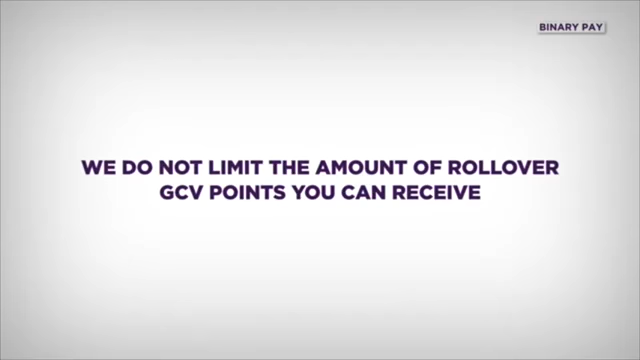 BINARY PAY
WE DO NOT LIMIT THE AMOUNT OF ROLLOVER
GCV POINTS YOU CAN RECEIVE